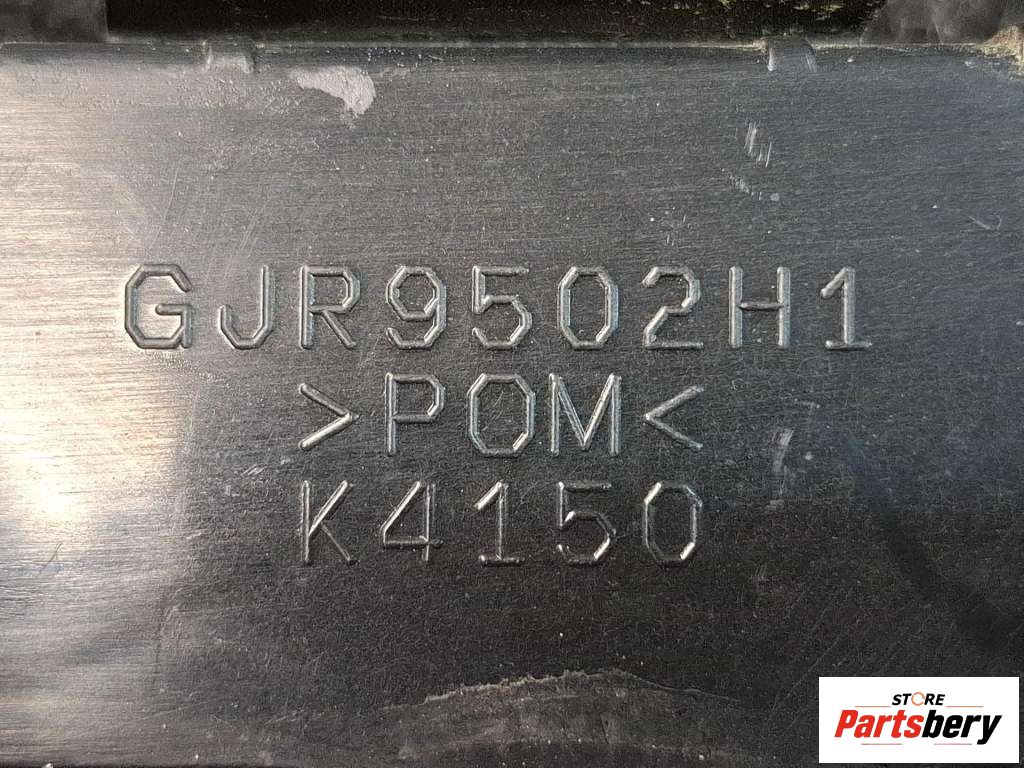 GJR9502H1
>POM<
K4150
STORE
Partsbery